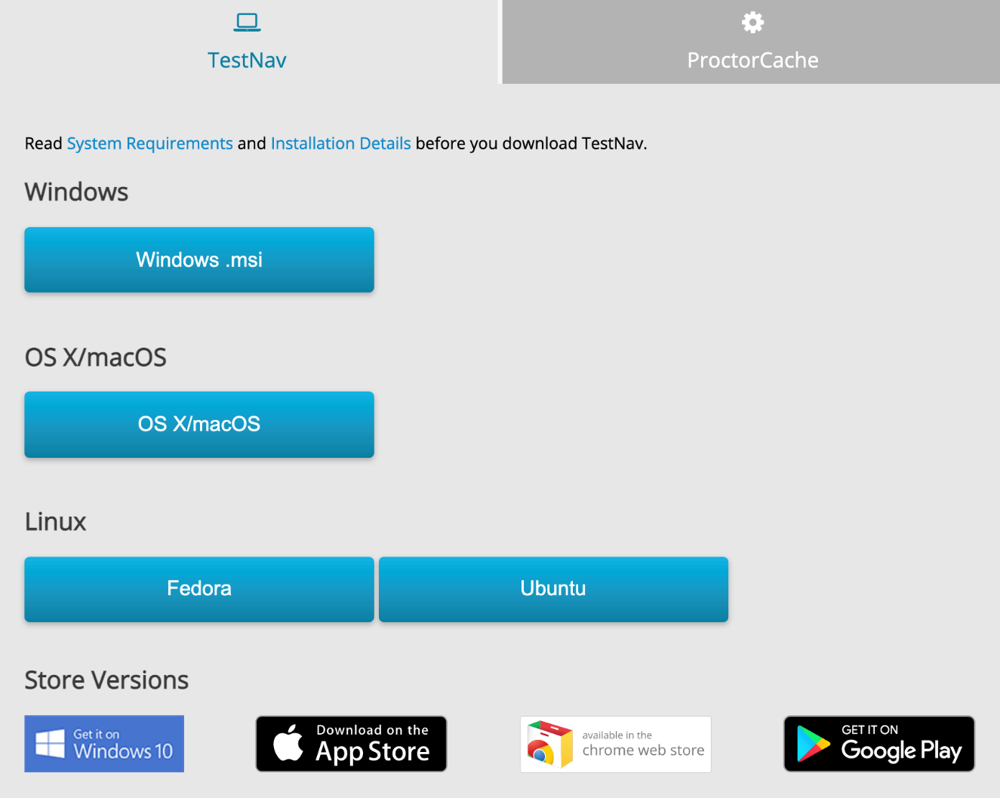 TestNav
ProctorCache
Read System Requirements and Installation Details before you download TestNav.
Windows
Windows .msi
OS X/macOS
OS X/macOS
Linux
Fedora
Ubuntu
Store Versions
Get it on
Windows 10
Download on the
App Store
available in the
chrome web store
GET IT ON
Google Play